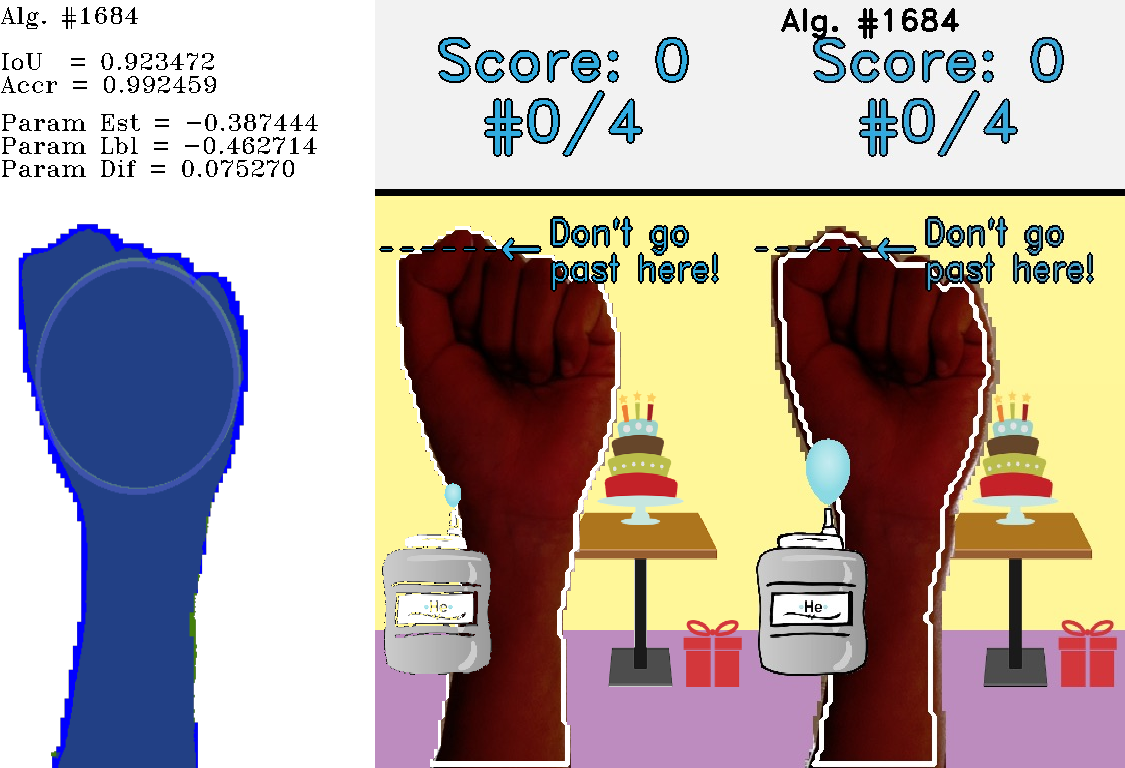 Alg. #1684
IoU = 0.923472
Accr = 0.992459
Param Est = -0.387444
Param Lbl = -0.462714
Param Dif = 0.075270
Score: 0
#0/4
Don't go
past here!
He
Alg. #1684
Score: 0
#0/4
Don't go
past here!
He